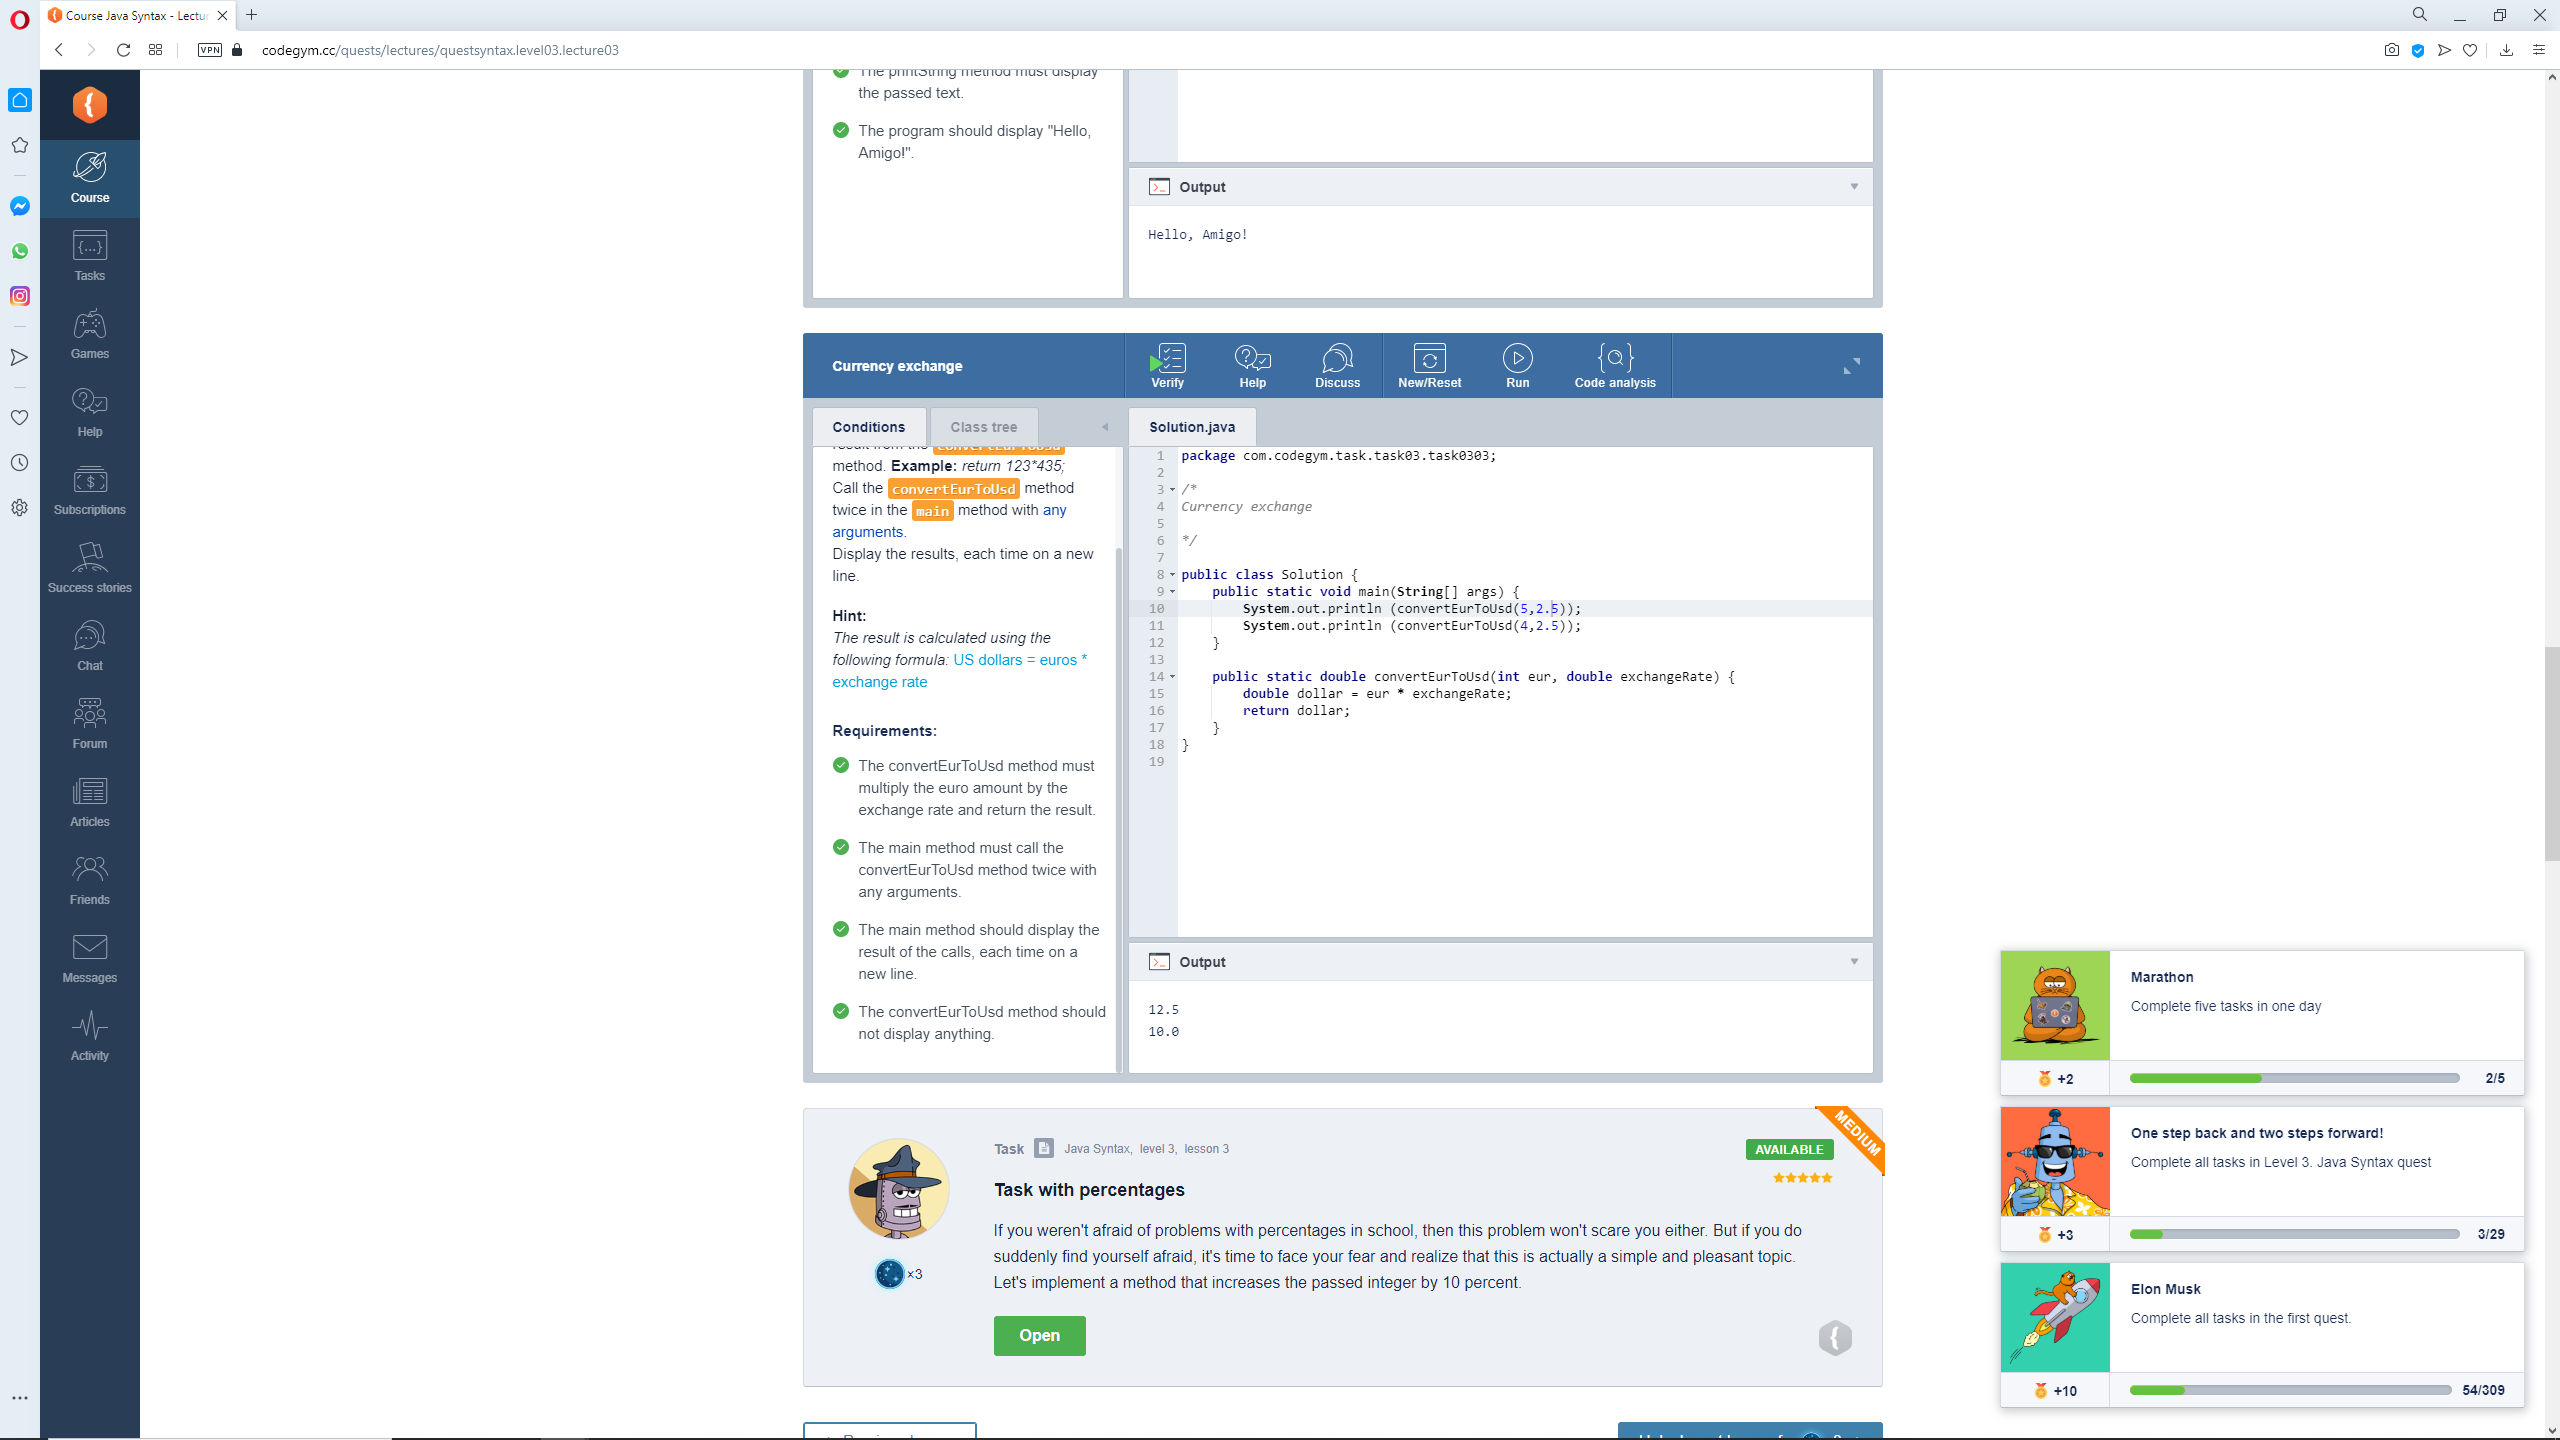 Course Java Syntax - Lectu
VPN
codegym.cc/quests/lectures/questsyntax.level03.lecture03
Course
Tasks
Games
Help
Subscriptions
Success stories
Chat
Forum
Articles
Friends
Messages
Activity
The printString method must display
the passed text.
The program should display "Hello,
Amigo!".
Output
Hello, Amigo!
Currency exchange
Verify
Help
Discuss
New/Reset
Run
Code analysis
Conditions
Class tree
Solution.java
result from the convertEurToUsd
method. Example: return 123*435;
Call the convertEurToUsd method
twice in the main method with any
arguments.
Display the results, each time on a new
line.
Hint:
The result is calculated using the
following formula: US dollars = euros *
exchange rate
Requirements:
The convertEurToUsd method must
multiply the euro amount by the
exchange rate and return the result.
The main method must call the
convertEurToUsd method twice with
any arguments.
The main method should display the
result of the calls, each time on a
new line.
The convertEurToUsd method should
not display anything.
1 package com.codegym.task.task03.task0303;
2
3 /*
4 Currency exchange
5
6 */
7
8 public class Solution {
9 public static void main(String[] args) {
10 System.out.println (convertEurToUsd(5,2.5));
11 System.out.println (convertEurToUsd(4,2.5));
12 }
13
14 public static double convertEurToUsd(int eur, double exchangeRate) {
15 double dollar = eur * exchangeRate;
16 return dollar;
17 }
18 }
19
Output
12.5
10.0
MEDIUM
Task Java Syntax, level 3, lesson 3
AVAILABLE
Task with percentages
If you weren't afraid of problems with percentages in school, then this problem won't scare you either. But if you do
suddenly find yourself afraid, it's time to face your fear and realize that this is actually a simple and pleasant topic.
Let's implement a method that increases the passed integer by 10 percent.
×3
Open
Marathon
Complete five tasks in one day
+2
2/5
One step back and two steps forward!
Complete all tasks in Level 3. Java Syntax quest
+3
3/29
Elon Musk
Complete all tasks in the first quest.
+10
54/309